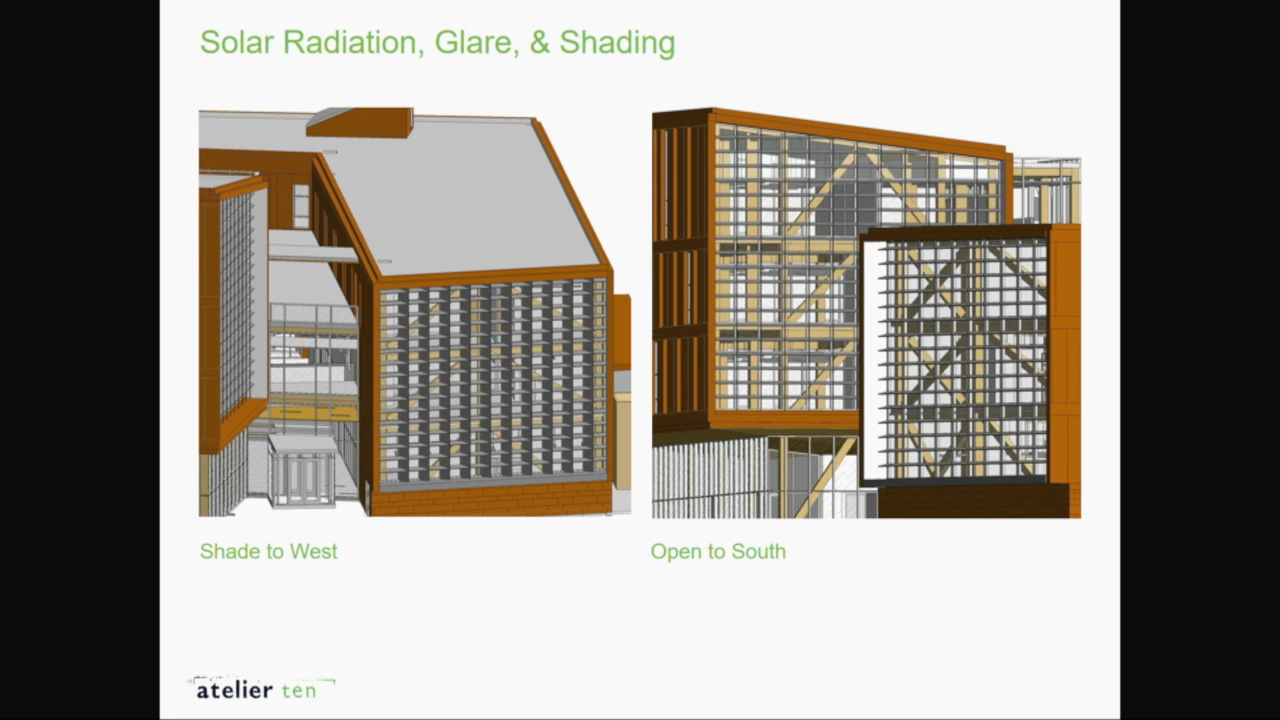 Solar Radiation, Glare, & Shading
Shade to West
Open to South
atelier ten